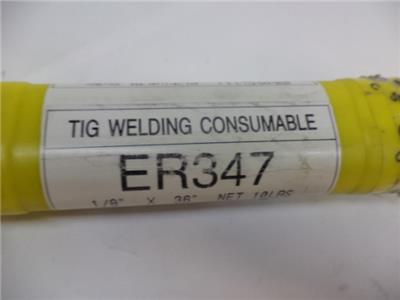 TIG WELDING CONSUMABLE
ER347
1/8" X 36" NET 10LBS